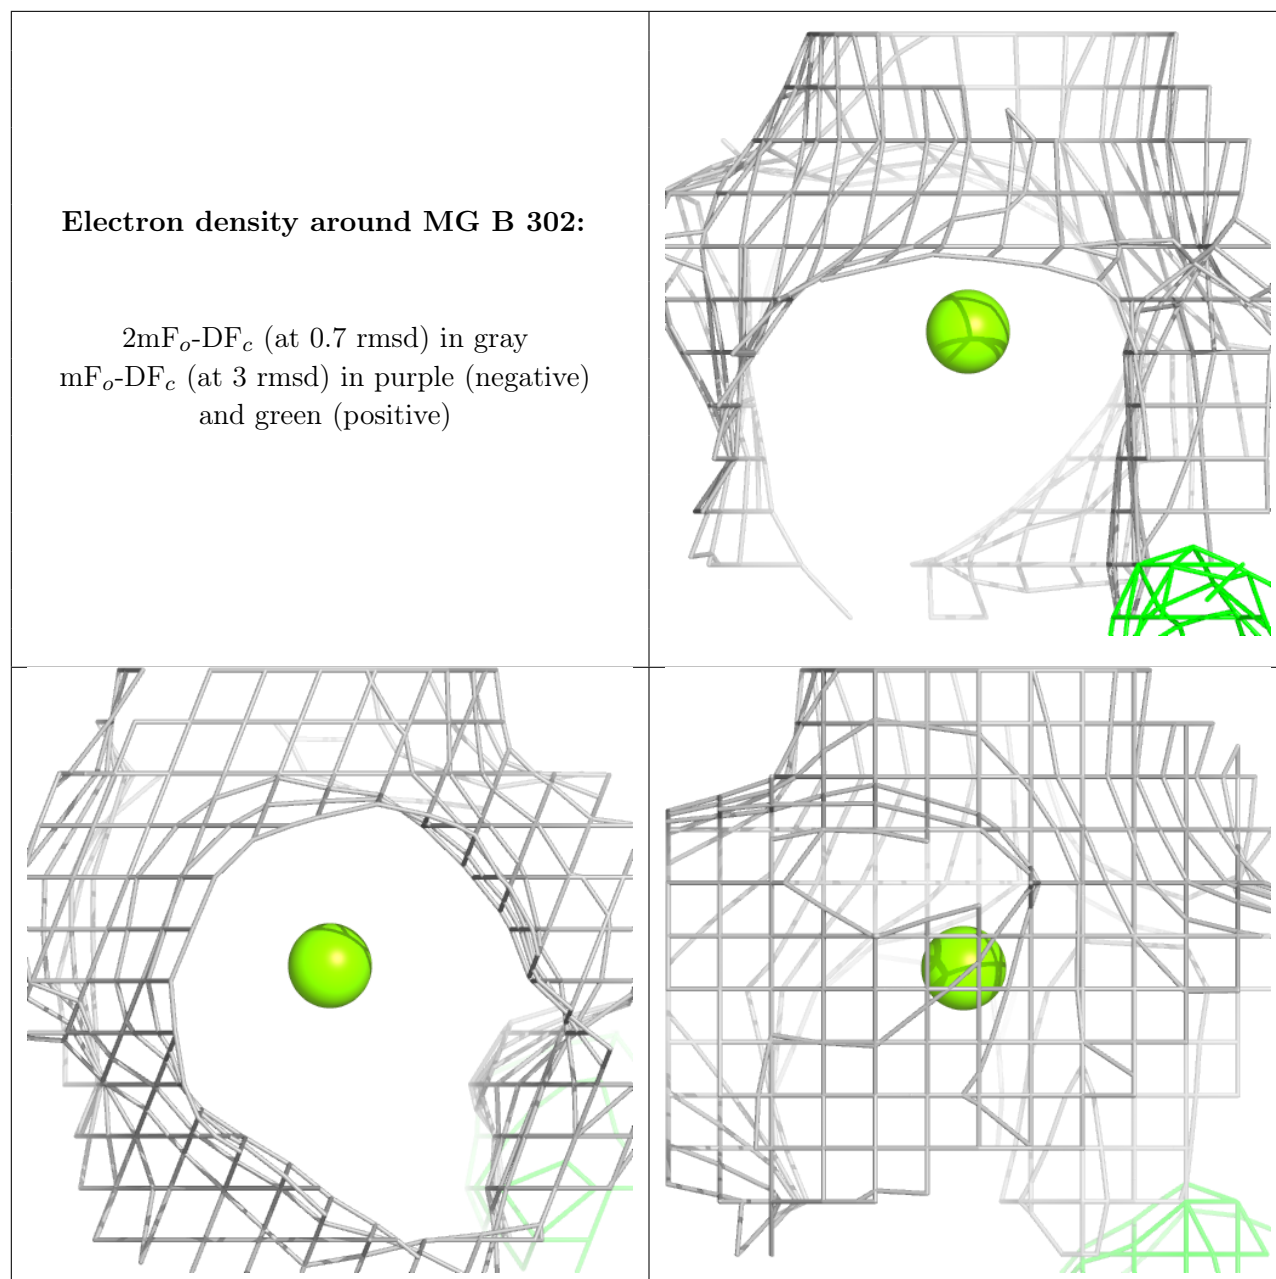 Electron density around MG B 302:
2mFo-DFc (at 0.7 rmsd) in gray
mFo-DFc (at 3 rmsd) in purple (negative)
and green (positive)